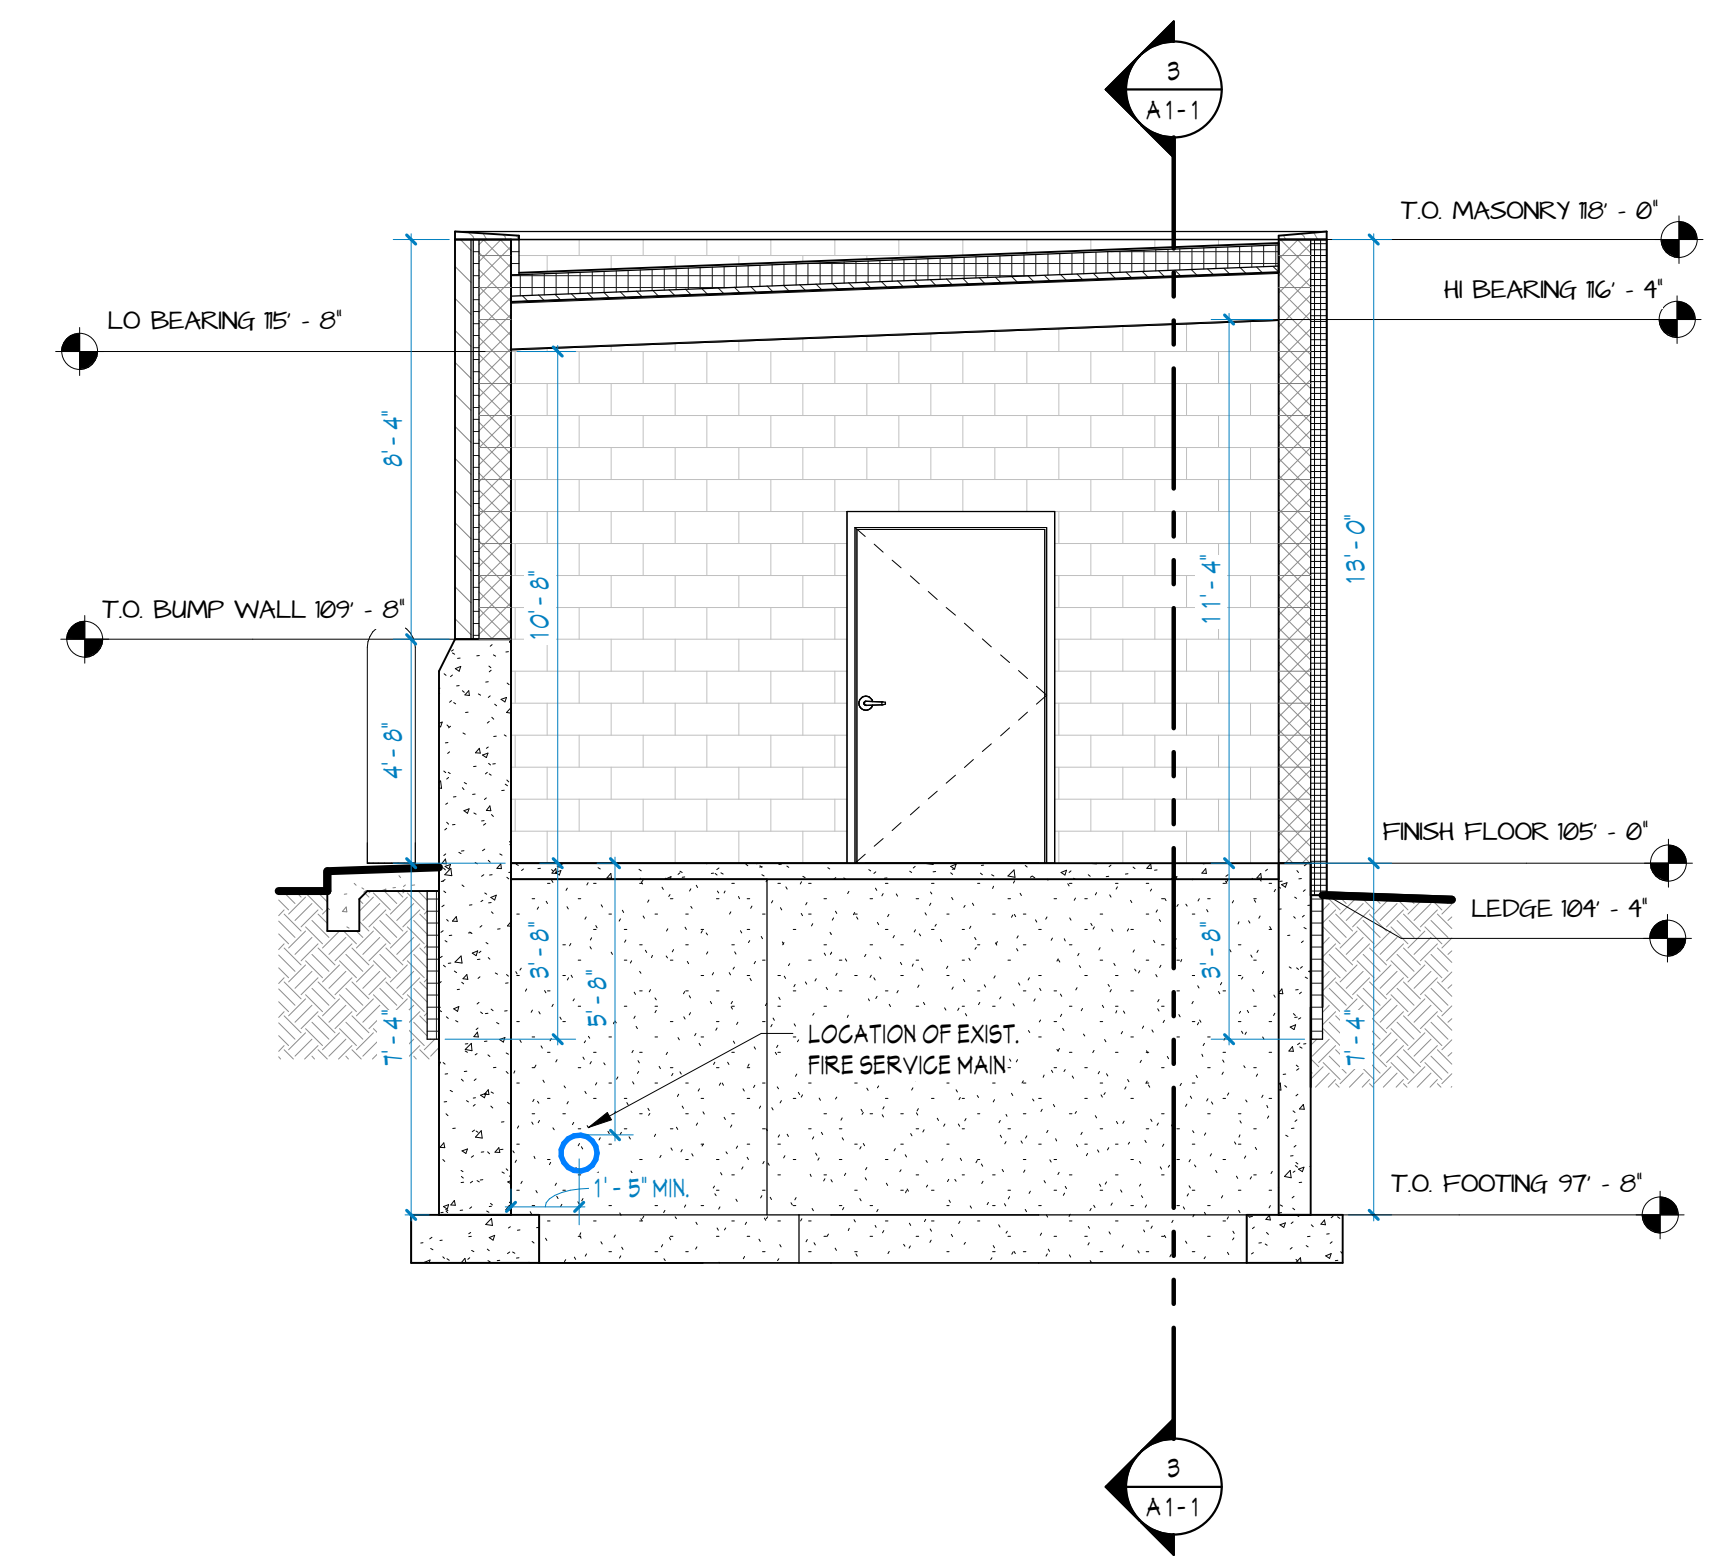 3
A1-1
T.O. MASONRY 118' - 0"
HI BEARING 116' - 4"
LO BEARING 115' - 8"
8' - 4"
13' - 0"
11' - 4"
10' - 8"
T.O. BUMP WALL 109' - 8"
4' - 8"
FINISH FLOOR 105' - 0"
LEDGE 104' - 4"
3' - 8"
5' - 8"
3' - 8"
7' - 4"
7' - 4"
LOCATION OF EXIST.
FIRE SERVICE MAIN
1' - 5" MIN.
T.O. FOOTING 97' - 8"
3
A1-1